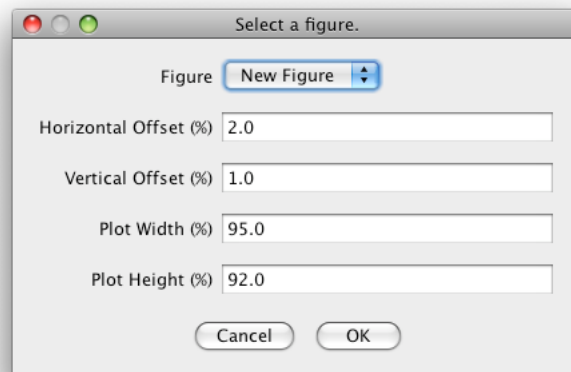 Select a figure.
Figure New Figure
Horizontal Offset (%) 2.0
Vertical Offset (%) 1.0
Plot Width (%) 95.0
Plot Height (%) 92.0
Cancel OK